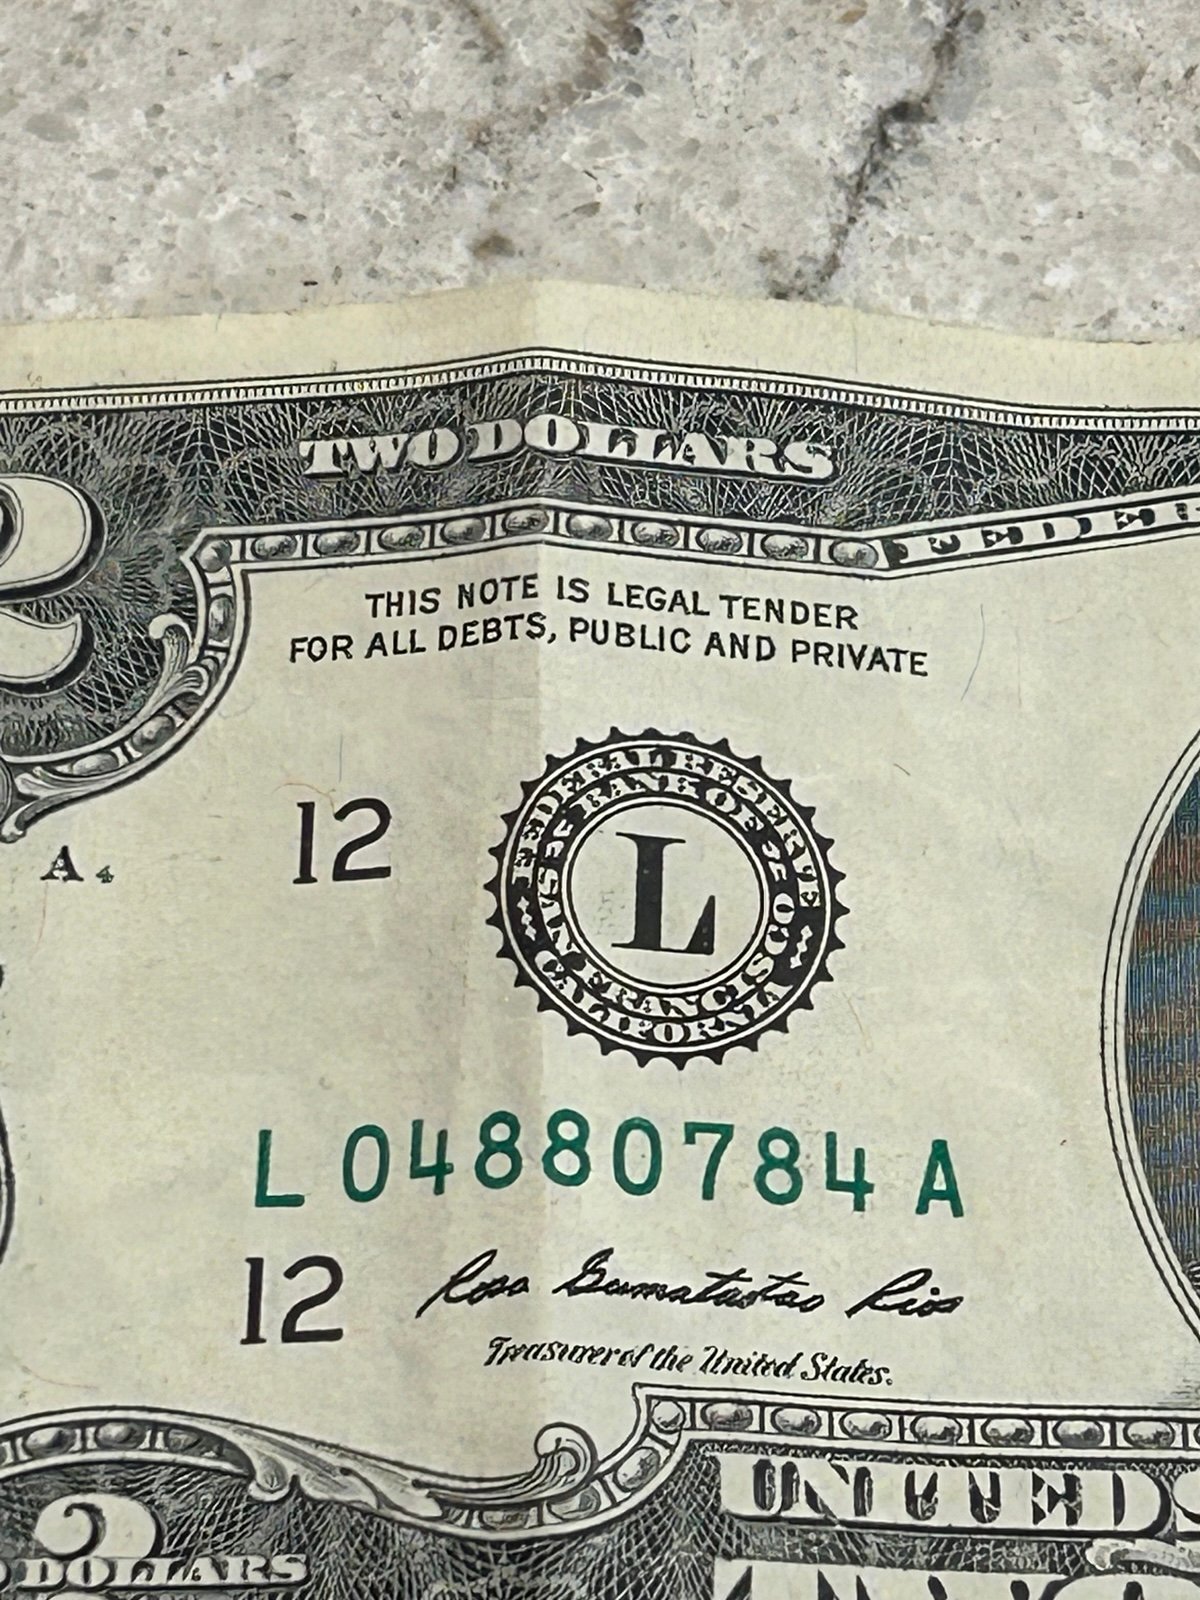 TWO DOLLARS
THIS NOTE IS LEGAL TENDER
FOR ALL DEBTS, PUBLIC AND PRIVATE
12
A4
FEDERAL RESERVE
BANK OF
SAN FRANCISCO
CALIFORNIA
L
L 04880784 A
12
Rosa Gumataotao Rios
Treasurer of the United States.
UNITED S
2
DOLLARS